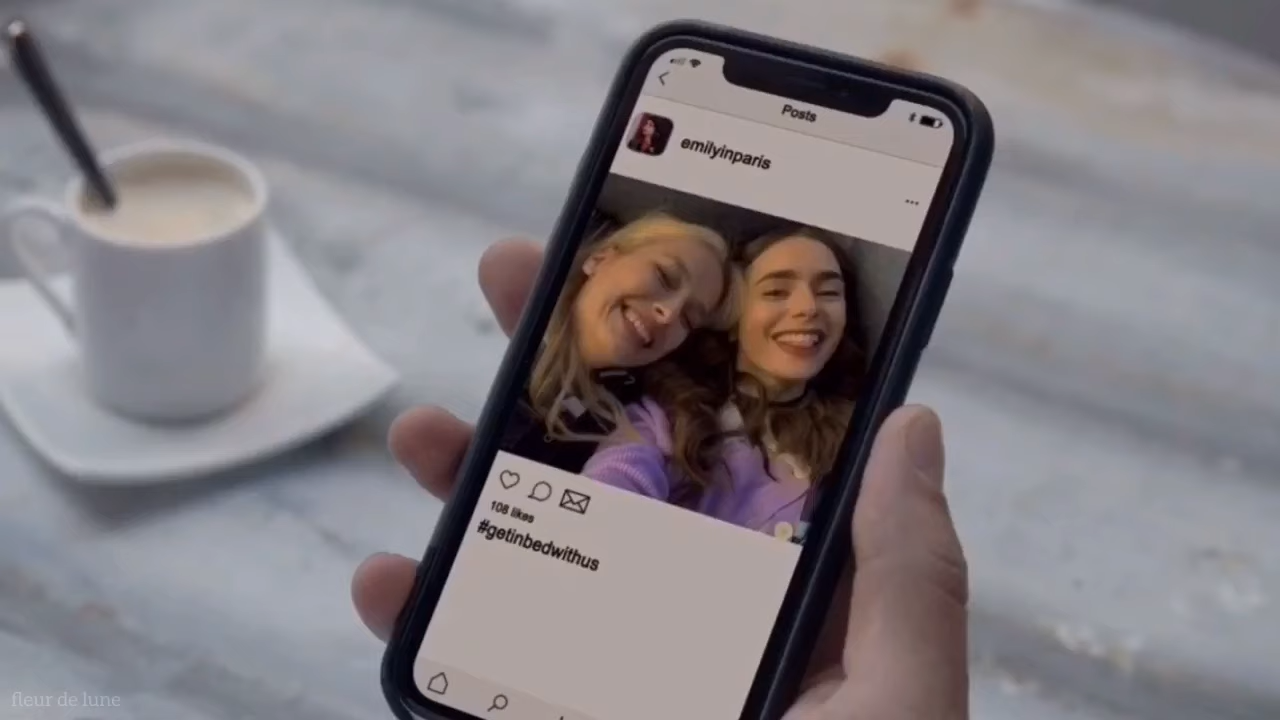 Posts
emilyinparis
108 likes
#getinbedwithus
fleur de lune